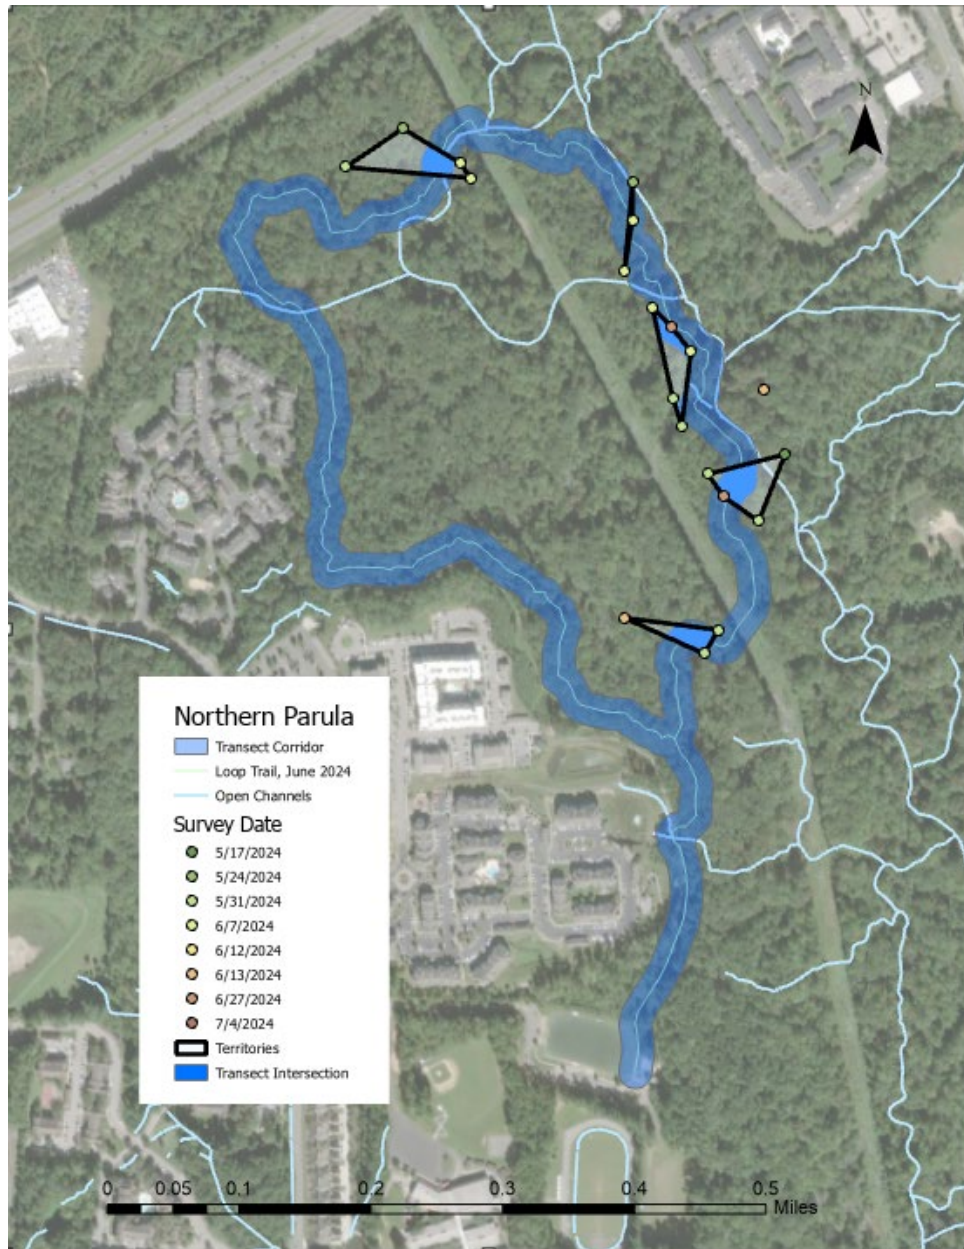 N
Northern Parula
Transect Corridor
Loop Trail, June 2024
Open Channels
Survey Date
5/17/2024
5/24/2024
5/31/2024
6/7/2024
6/12/2024
6/13/2024
6/27/2024
7/4/2024
Territories
Transect Intersection
0 0.05 0.1 0.2 0.3 0.4 0.5
Miles